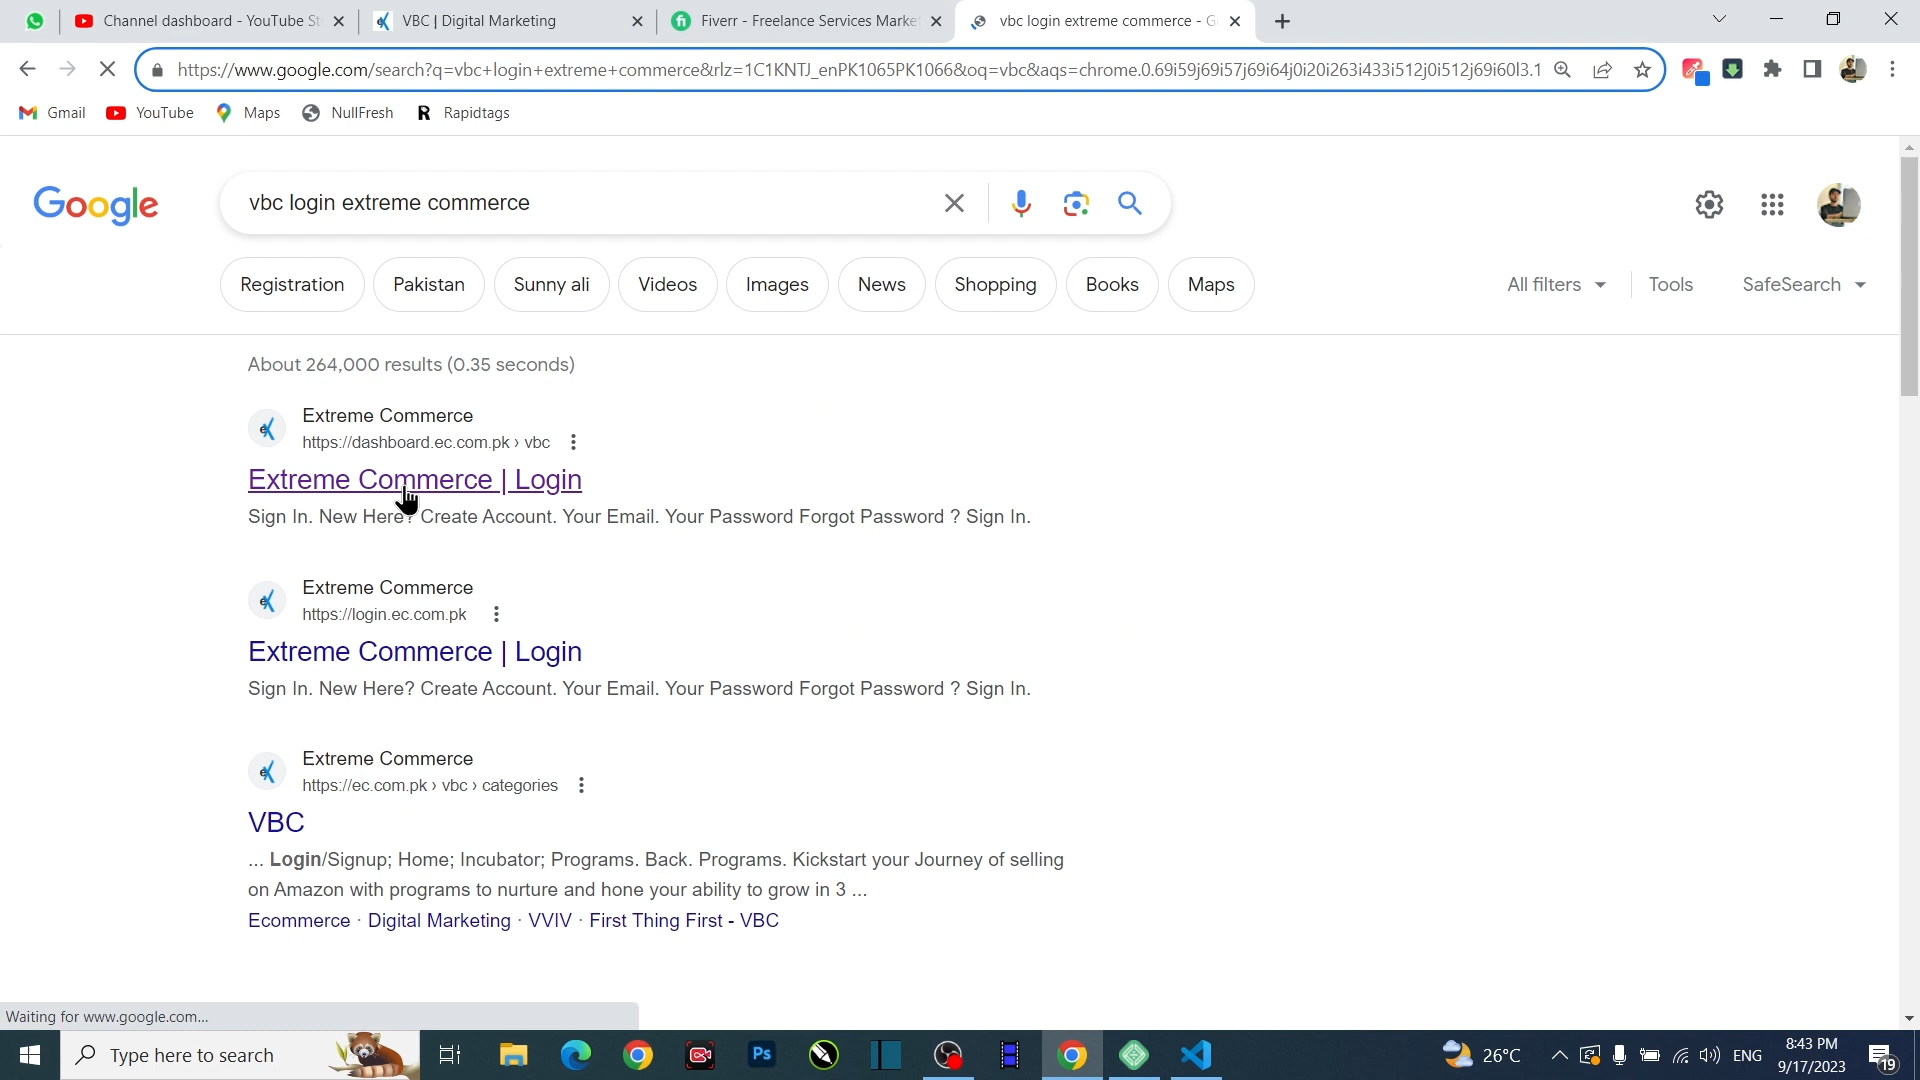 Channel dashboard - YouTube St
VBC | Digital Marketing
Fiverr - Freelance Services Marke
vbc login extreme commerce - G
https://www.google.com/search?q=vbc+login+extreme+commerce&rlz=1C1KNTJ_enPK1065PK1066&oq=vbc&aqs=chrome.0.69i59j69i57j69i64j0i20i263i433i512j0i512j69i60l3.1
Gmail
YouTube
Maps
NullFresh
Rapidtags
Google
vbc login extreme commerce
Registration
Pakistan
Sunny ali
Videos
Images
News
Shopping
Books
Maps
All filters
Tools
SafeSearch
About 264,000 results (0.35 seconds)
Extreme Commerce
https://dashboard.ec.com.pk › vbc
Extreme Commerce | Login
Sign In. New Here? Create Account. Your Email. Your Password Forgot Password ? Sign In.
Extreme Commerce
https://login.ec.com.pk
Extreme Commerce | Login
Sign In. New Here? Create Account. Your Email. Your Password Forgot Password ? Sign In.
Extreme Commerce
https://ec.com.pk › vbc › categories
VBC
... Login/Signup; Home; Incubator; Programs. Back. Programs. Kickstart your Journey of selling
on Amazon with programs to nurture and hone your ability to grow in 3 ...
Ecommerce · Digital Marketing · VVIV · First Thing First - VBC
Waiting for www.google.com...
Type here to search
Ps
26°C
ENG
8:43 PM
9/17/2023
19